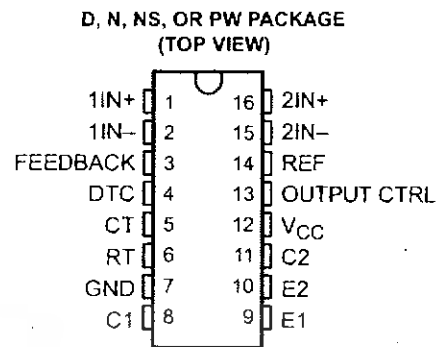 D, N, NS, OR PW PACKAGE
(TOP VIEW)
1IN+ 1 16 2IN+
1IN– 2 15 2IN–
FEEDBACK 3 14 REF
DTC 4 13 OUTPUT CTRL
CT 5 12 VCC
RT 6 11 C2
GND 7 10 E2
C1 8 9 E1